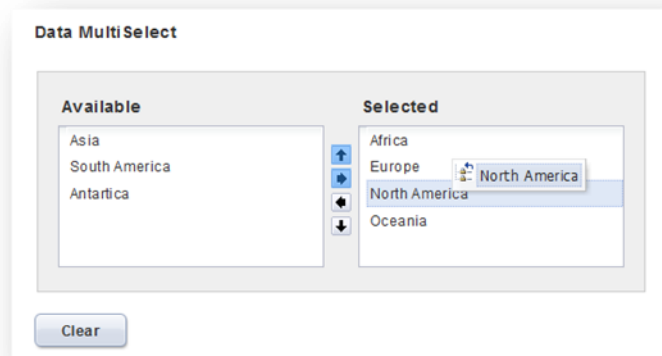 Data MultiSelect
Available
Selected
Asia
South America
Antartica
Africa
Europe
North America
North America
Oceania
Clear